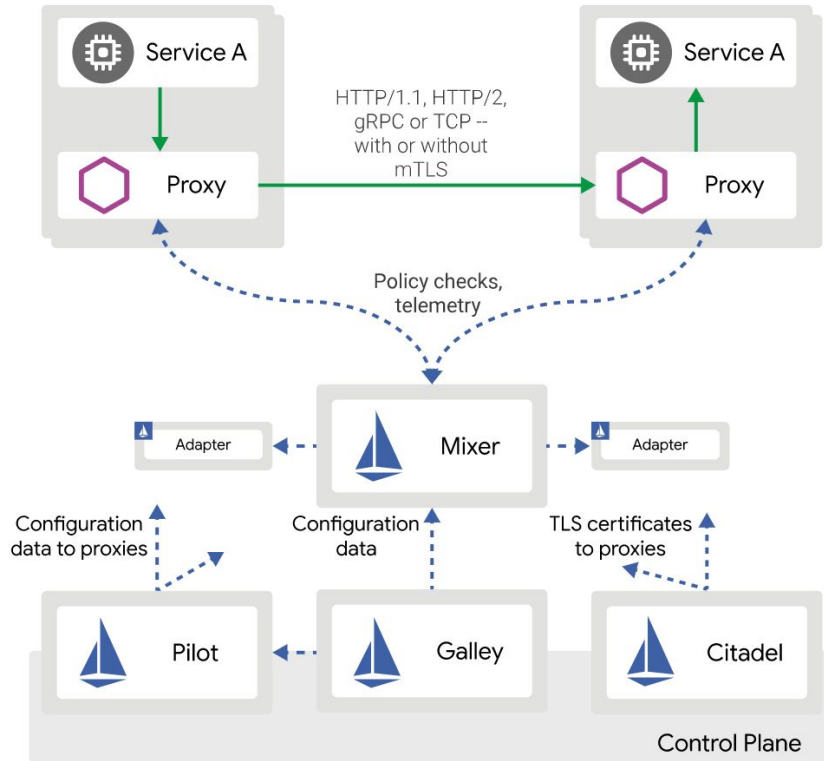 Service A
Service A
HTTP/1.1, HTTP/2,
gRPC or TCP --
with or without
mTLS
Proxy
Proxy
Policy checks,
telemetry
Adapter
Mixer
Adapter
Configuration
data to proxies
Configuration
data
TLS certificates
to proxies
Pilot
Galley
Citadel
Control Plane